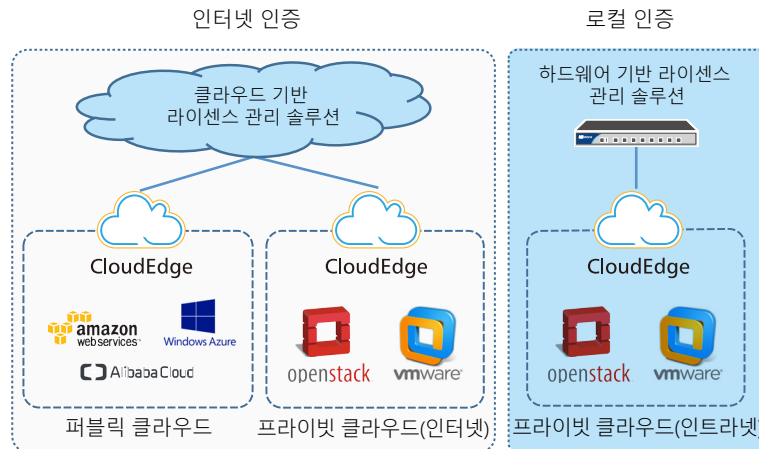 인터넷 인증
로컬 인증
클라우드 기반
라이센스 관리 솔루션
하드웨어 기반 라이센스
관리 솔루션
CloudEdge
CloudEdge
CloudEdge
amazon
web services
Windows Azure
Alibaba Cloud
openstack
vmware
openstack
vmware
퍼블릭 클라우드
프라이빗 클라우드(인터넷)
프라이빗 클라우드(인트라넷)